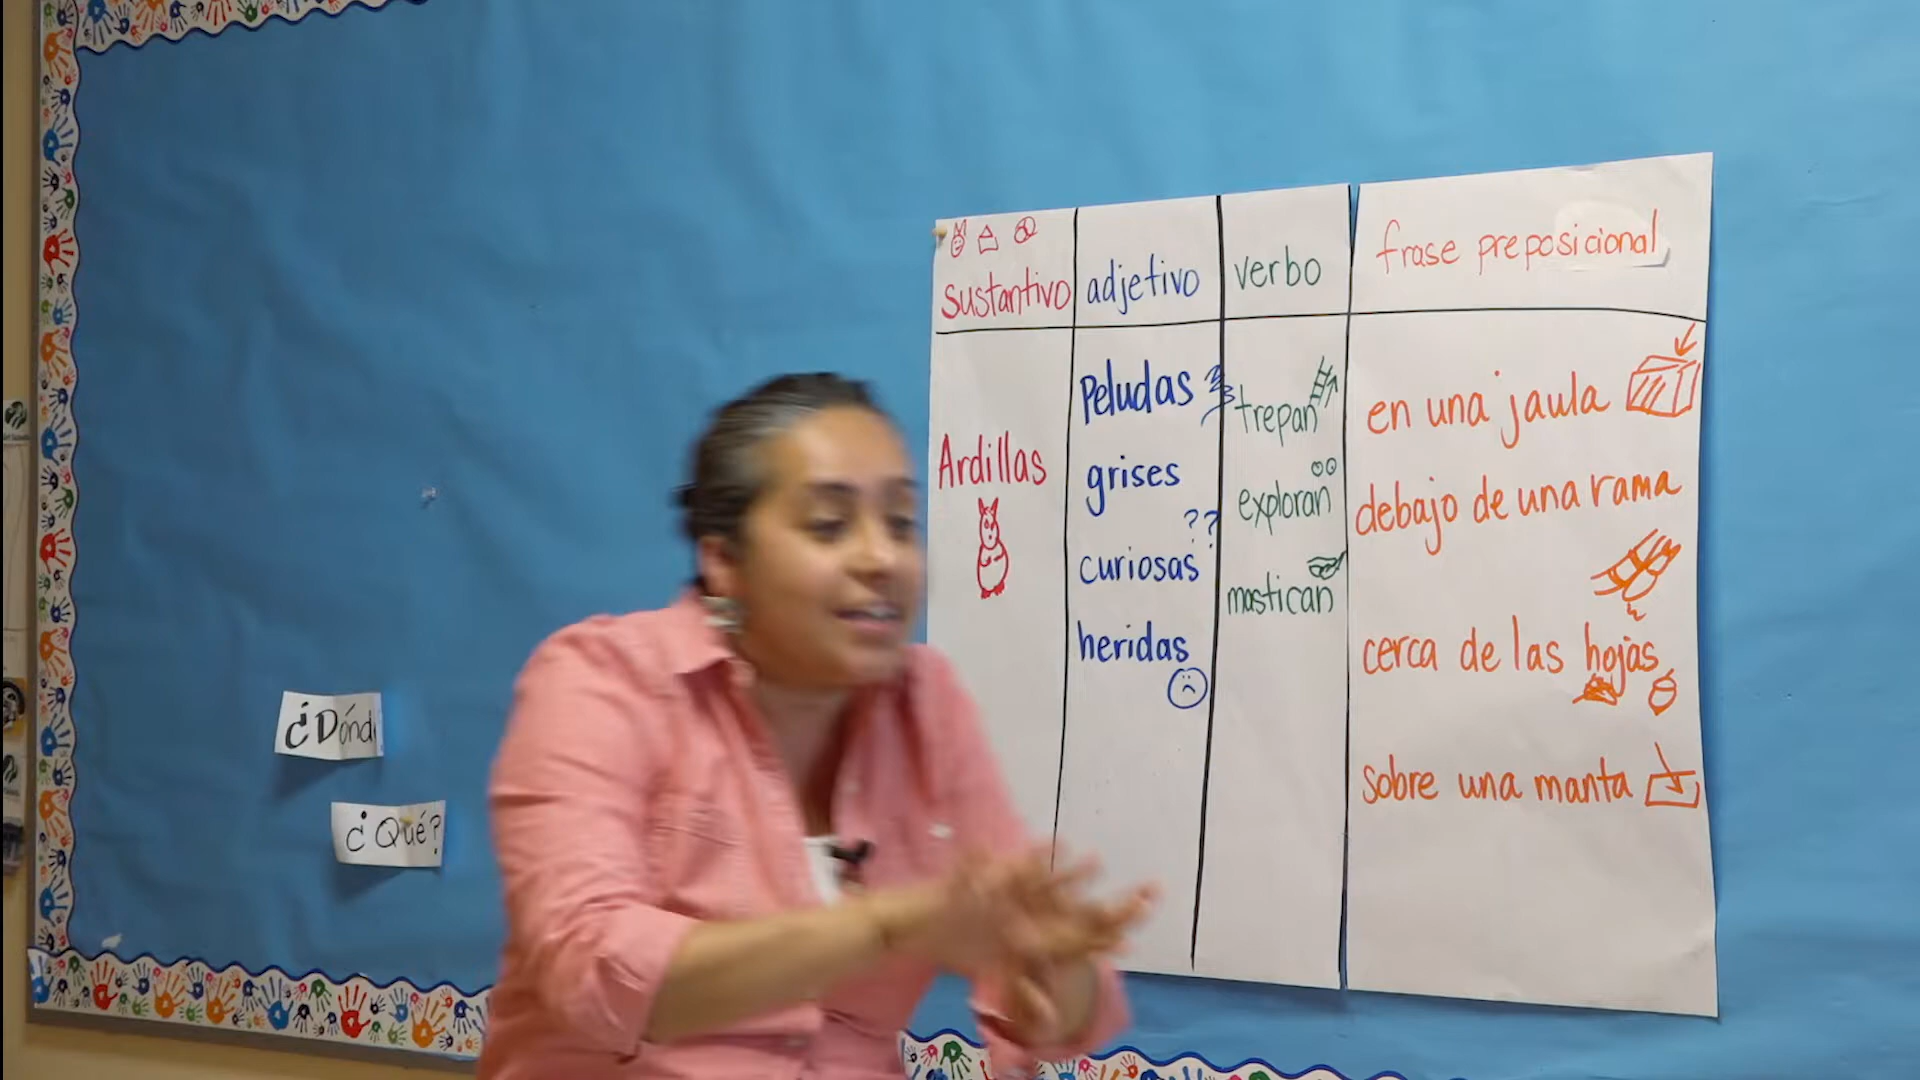 sustantivo
adjetivo
verbo
frase preposicional
Ardillas
Peludas
grises
??
curiosas
heridas
trepan
exploran
mastican
en una jaula
debajo de una rama
cerca de las hojas
sobre una manta
¿Dónd
¿Qué?